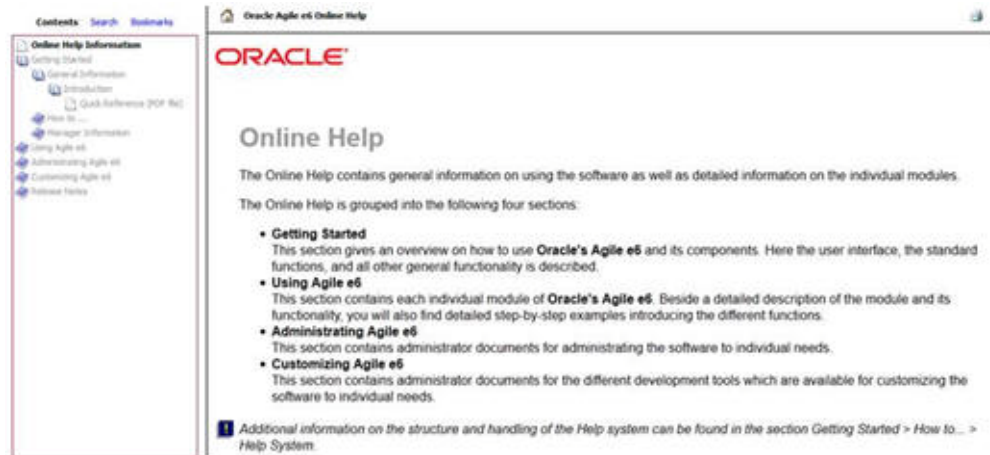 Contents Search Bookmarks
Oracle Agile e6 Online Help
Online Help Information
Getting Started
General Information
Introduction
Quick Reference [PDF file]
How to ...
Manager Information
Using Agile e6
Administrating Agile e6
Customizing Agile e6
Release Notes
ORACLE
Online Help
The Online Help contains general information on using the software as well as detailed information on the individual modules.
The Online Help is grouped into the following four sections:
• Getting Started
This section gives an overview on how to use Oracle's Agile e6 and its components. Here the user interface, the standard
functions, and all other general functionality is described.
• Using Agile e6
This section contains each individual module of Oracle's Agile e6. Beside a detailed description of the module and its
functionality, you will also find detailed step-by-step examples introducing the different functions.
• Administrating Agile e6
This section contains administrator documents for administrating the software to individual needs.
• Customizing Agile e6
This section contains administrator documents for the different development tools which are available for customizing the
software to individual needs.
Additional information on the structure and handling of the Help system can be found in the section Getting Started > How to... >
Help System.